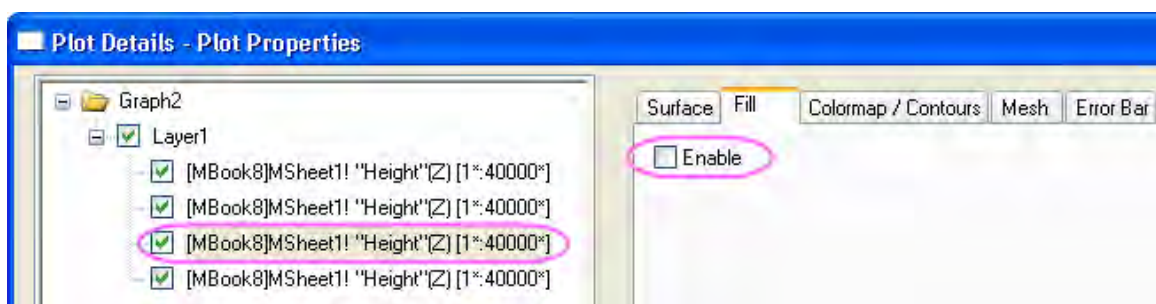 Plot Details - Plot Properties
Graph2
Layer1
[MBook8]MSheet1! "Height"(Z) [1*:40000*]
[MBook8]MSheet1! "Height"(Z) [1*:40000*]
[MBook8]MSheet1! "Height"(Z) [1*:40000*]
[MBook8]MSheet1! "Height"(Z) [1*:40000*]
Surface Fill Colormap / Contours Mesh Error Bar
Enable